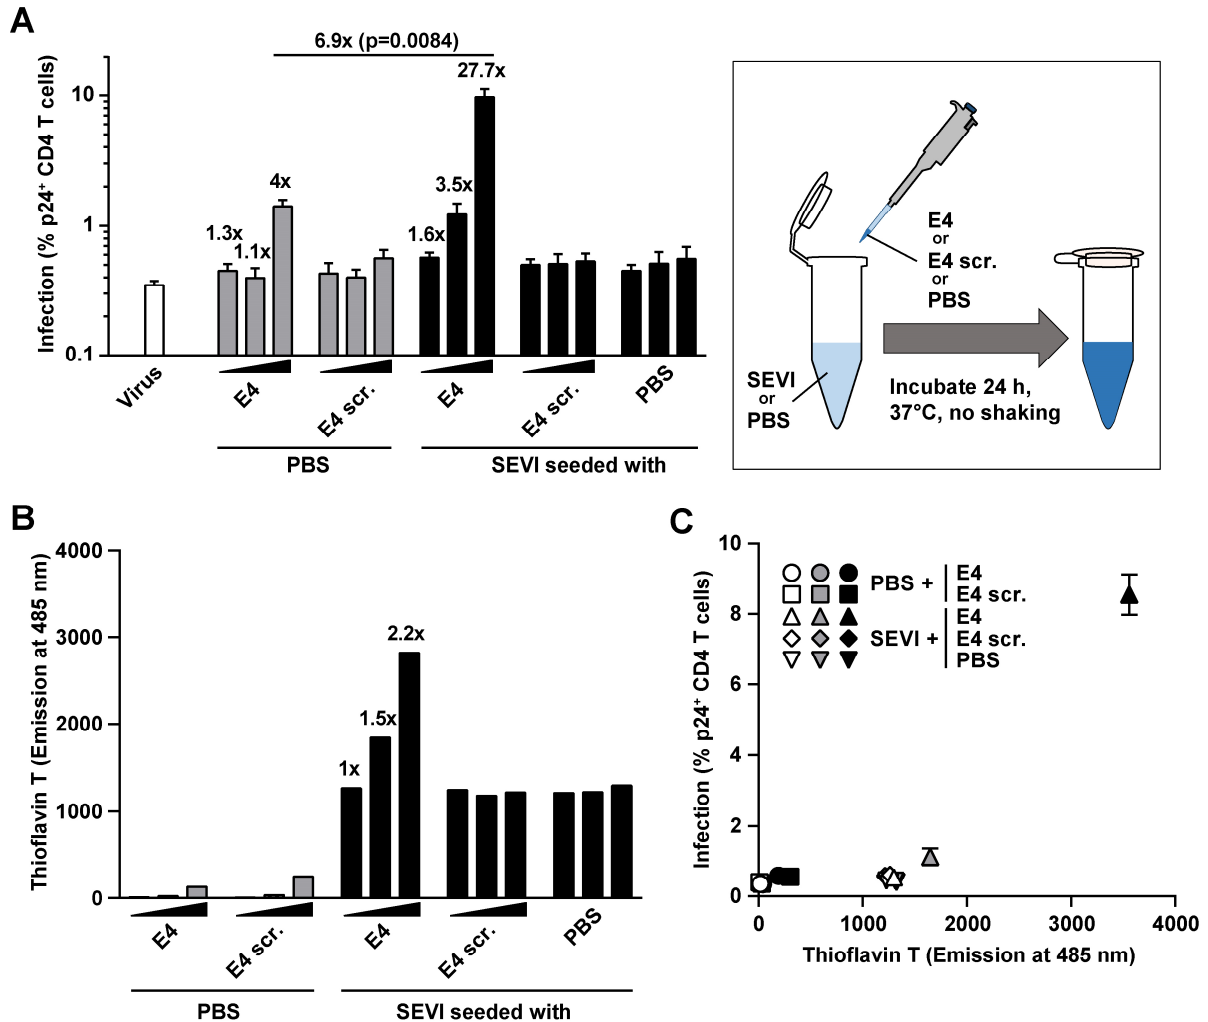 A
6.9x (p=0.0084)
Infection (% p24⁺ CD4 T cells)
10
1
0.1
1.3x
1.1x
4x
1.6x
3.5x
27.7x
Virus
E4
E4 scr.
E4
E4 scr.
PBS
PBS
SEVI seeded with
E4
or
E4 scr.
or
PBS
SEVI
or
PBS
Incubate 24 h,
37°C, no shaking
B
Thioflavin T (Emission at 485 nm)
4000
3000
2000
1000
0
1x
1.5x
2.2x
E4
E4 scr.
E4
E4 scr.
PBS
PBS
SEVI seeded with
C
Infection (% p24⁺ CD4 T cells)
10
8
6
4
2
0
PBS +
E4
E4 scr.
SEVI +
E4
E4 scr.
PBS
0
1000
2000
3000
4000
Thioflavin T (Emission at 485 nm)